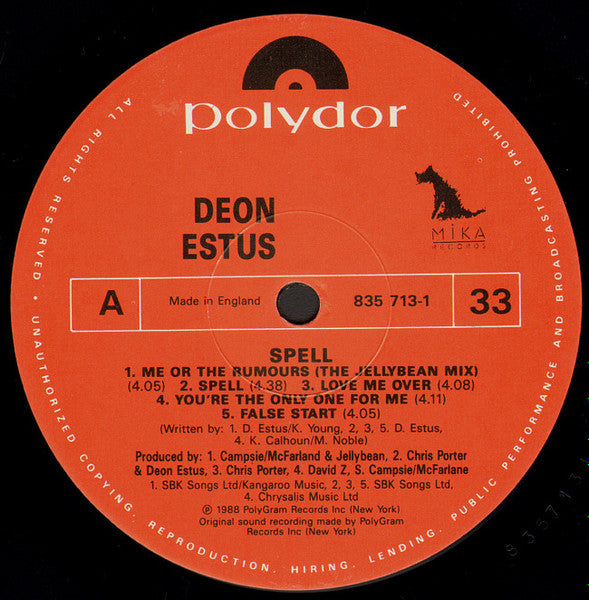 polydor
DEON
ESTUS
MIKA
RECORDS
A
Made in England
835 713-1
33
SPELL
1. ME OR THE RUMOURS (THE JELLYBEAN MIX)
(4.05) 2. SPELL (4.38) 3. LOVE ME OVER (4.08)
4. YOU'RE THE ONLY ONE FOR ME (4.11)
5. FALSE START (4.05)
(Written by: 1. D. Estus/K. Young, 2, 3, 5. D. Estus,
4. K. Calhoun/M. Noble)
Produced by: 1. Campsie/McFarland & Jellybean, 2. Chris Porter
& Deon Estus, 3. Chris Porter, 4. David Z, S. Campsie/McFarlane
1. SBK Songs Ltd/Kangaroo Music, 2, 3, 5 SBK Songs Ltd,
4. Chrysalis Music Ltd
℗ 1988 PolyGram Records Inc (New York)
Original sound recording made by PolyGram
Records Inc (New York)
ALL RIGHTS RESERVED • UNAUTHORIZED COPYING, REPRODUCTION, HIRING, LENDING, PUBLIC PERFORMANCE AND BROADCASTING PROHIBITED